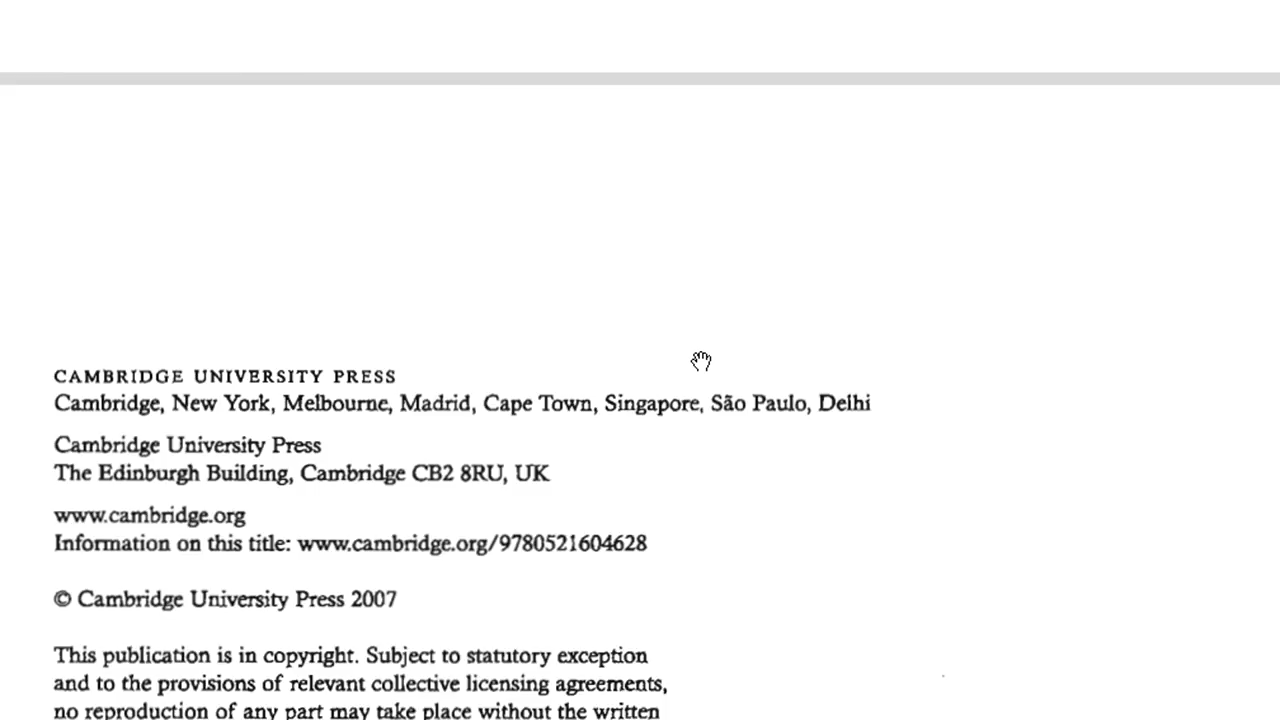 CAMBRIDGE UNIVERSITY PRESS
Cambridge, New York, Melbourne, Madrid, Cape Town, Singapore, São Paulo, Delhi
Cambridge University Press
The Edinburgh Building, Cambridge CB2 8RU, UK
www.cambridge.org
Information on this title: www.cambridge.org/9780521604628
© Cambridge University Press 2007
This publication is in copyright. Subject to statutory exception
and to the provisions of relevant collective licensing agreements,
no reproduction of any part may take place without the written